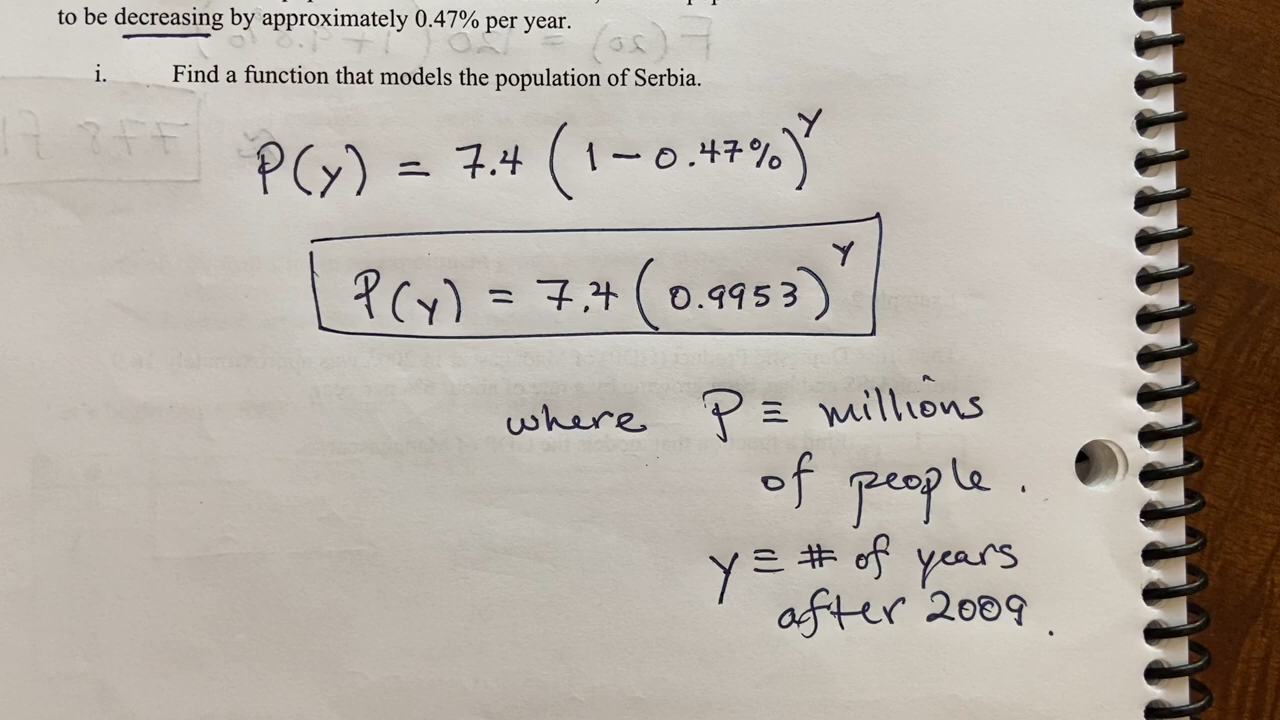 to be decreasing by approximately 0.47% per year.
i. Find a function that models the population of Serbia.
P(y) = 7.4 (1 - 0.47%)^y
P(y) = 7.4 (0.9953)^y
where P ≡ millions
of people.
y ≡ # of years
after 2009.